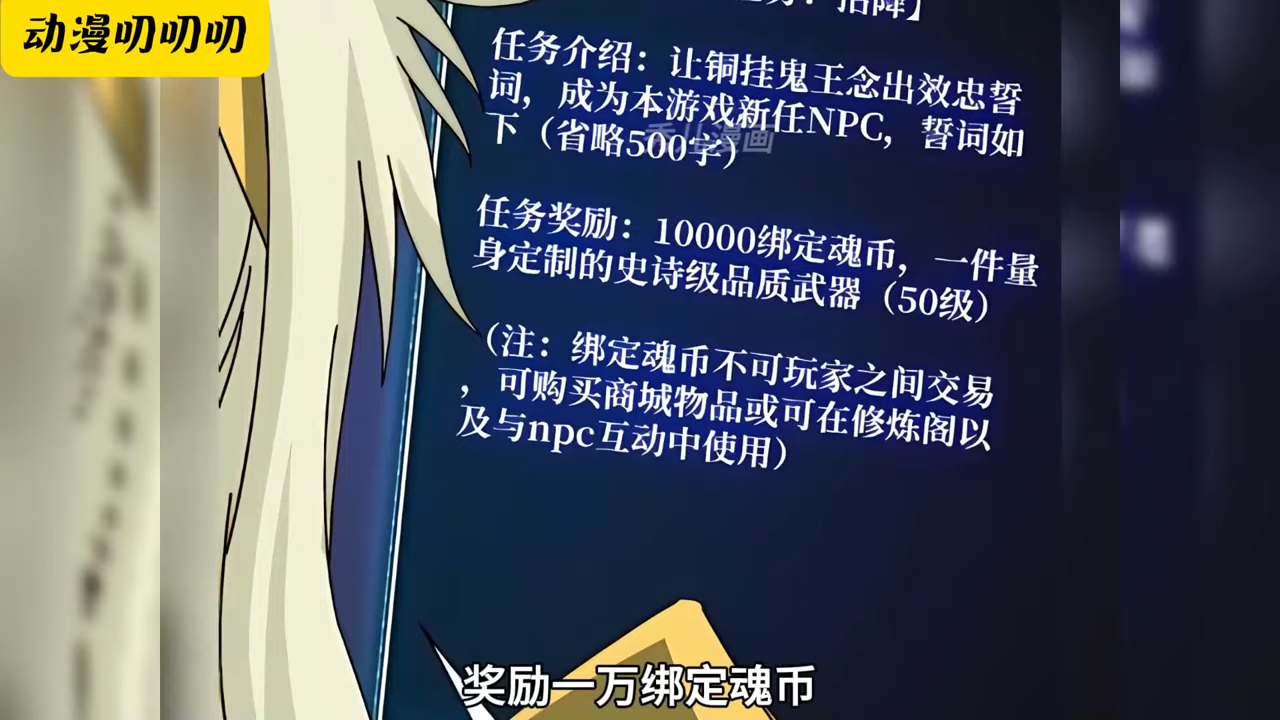 动漫叨叨叨
招降】
任务介绍：让铜挂鬼王念出效忠誓
词，成为本游戏新任NPC，誓词如
下（省略500字）
漫画
任务奖励：10000绑定魂币，一件量
身定制的史诗级品质武器（50级）
（注：绑定魂币不可玩家之间交易
，可购买商城物品或可在修炼阁以
及与npc互动中使用）
奖励一万绑定魂币